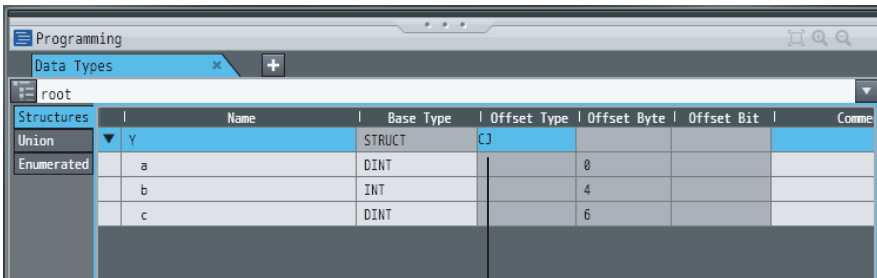 Programming
Data Types × +
root
Structures Name Base Type Offset Type Offset Byte Offset Bit Comme
Union Y STRUCT CJ
Enumerated a DINT 0
b INT 4
c DINT 6